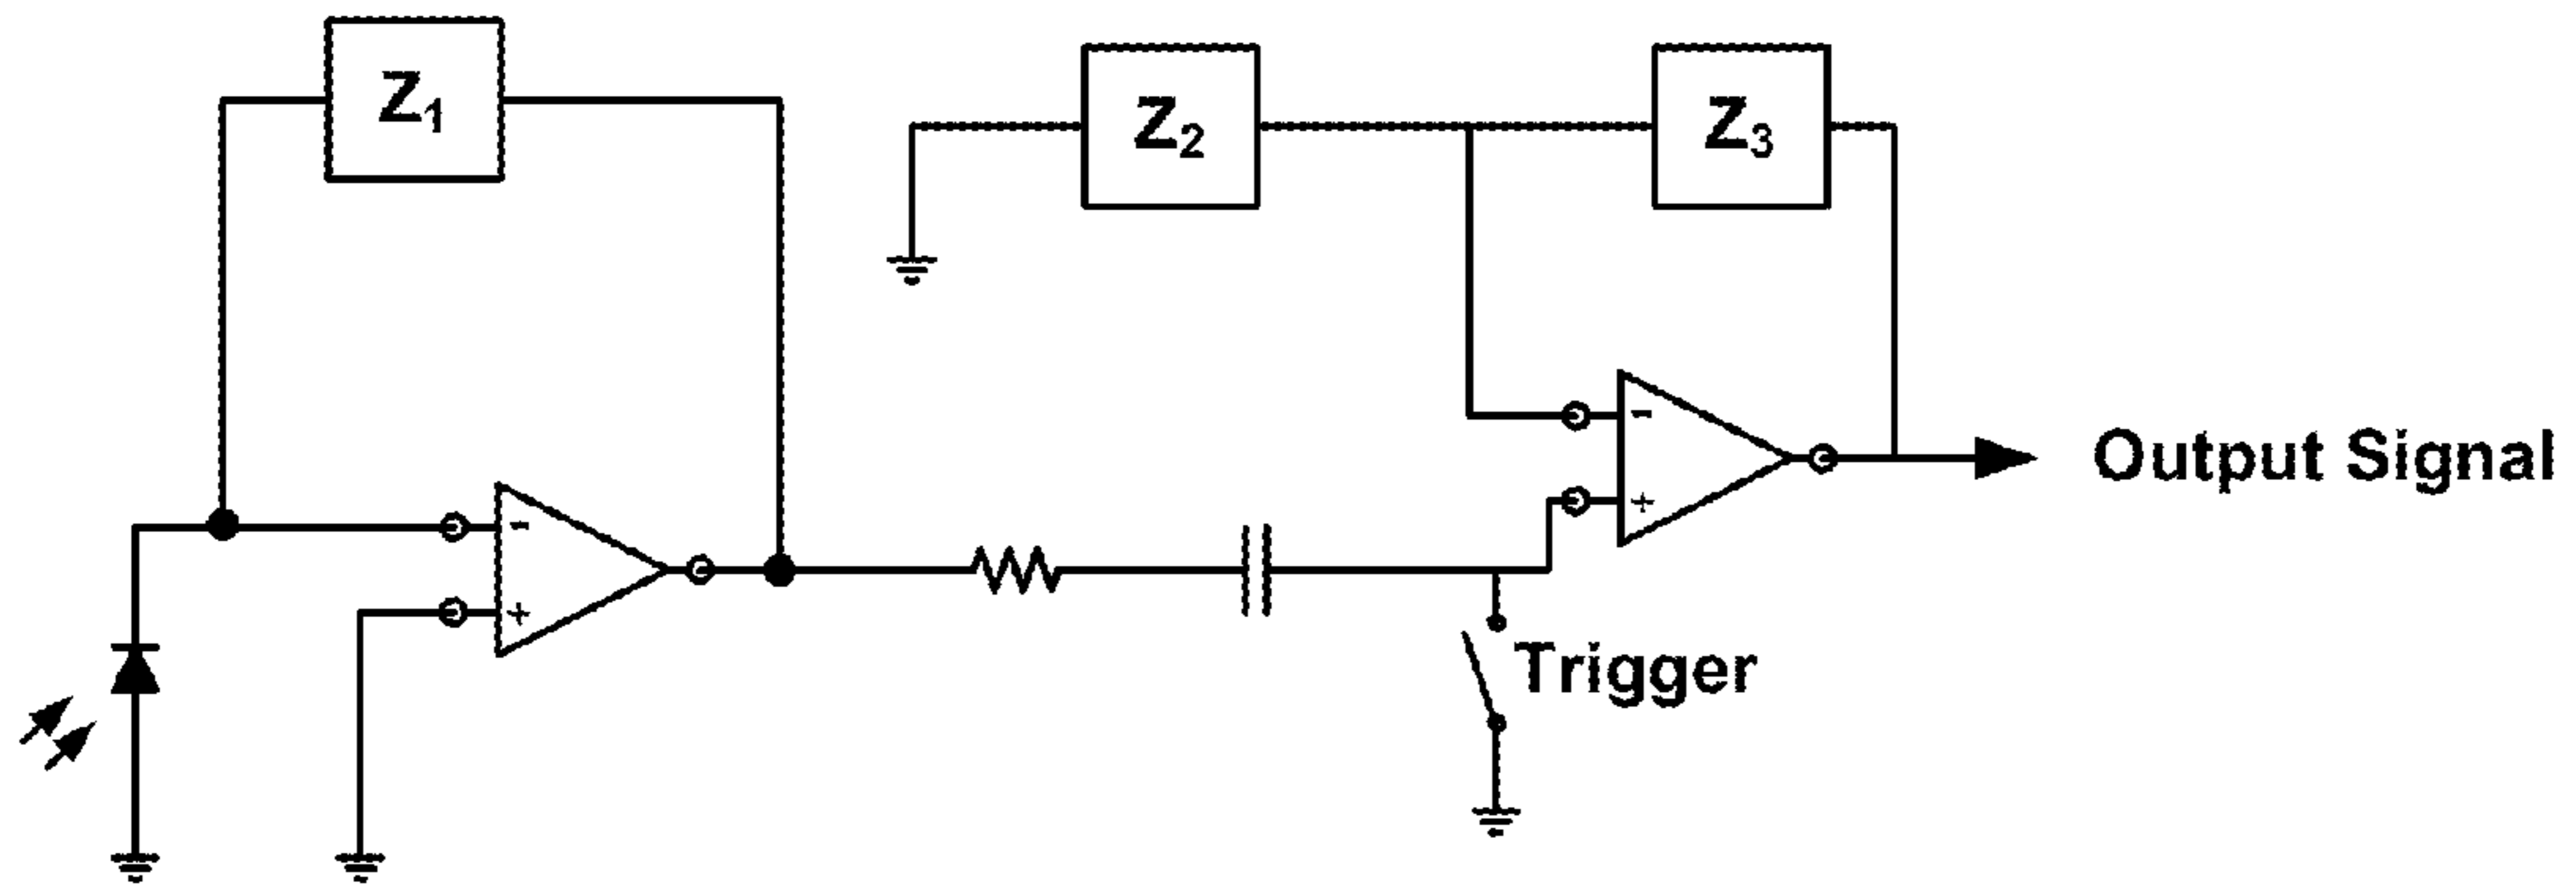 Z₁
Z₂
Z₃
-
+
-
+
Output Signal
Trigger